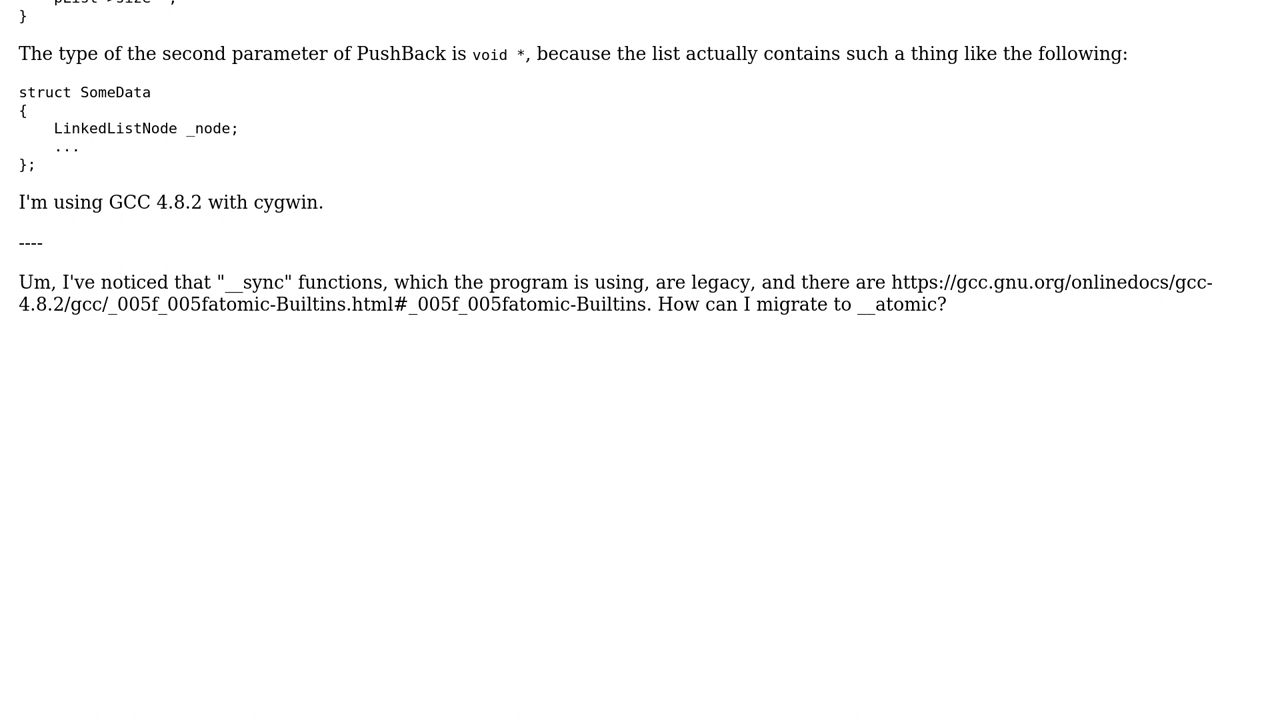 }
The type of the second parameter of PushBack is void *, because the list actually contains such a thing like the following:
struct SomeData
{
    LinkedListNode _node;
    ...
};
I'm using GCC 4.8.2 with cygwin.
----
Um, I've noticed that "__sync" functions, which the program is using, are legacy, and there are https://gcc.gnu.org/onlinedocs/gcc-
4.8.2/gcc/_005f_005fatomic-Builtins.html#_005f_005fatomic-Builtins. How can I migrate to __atomic?